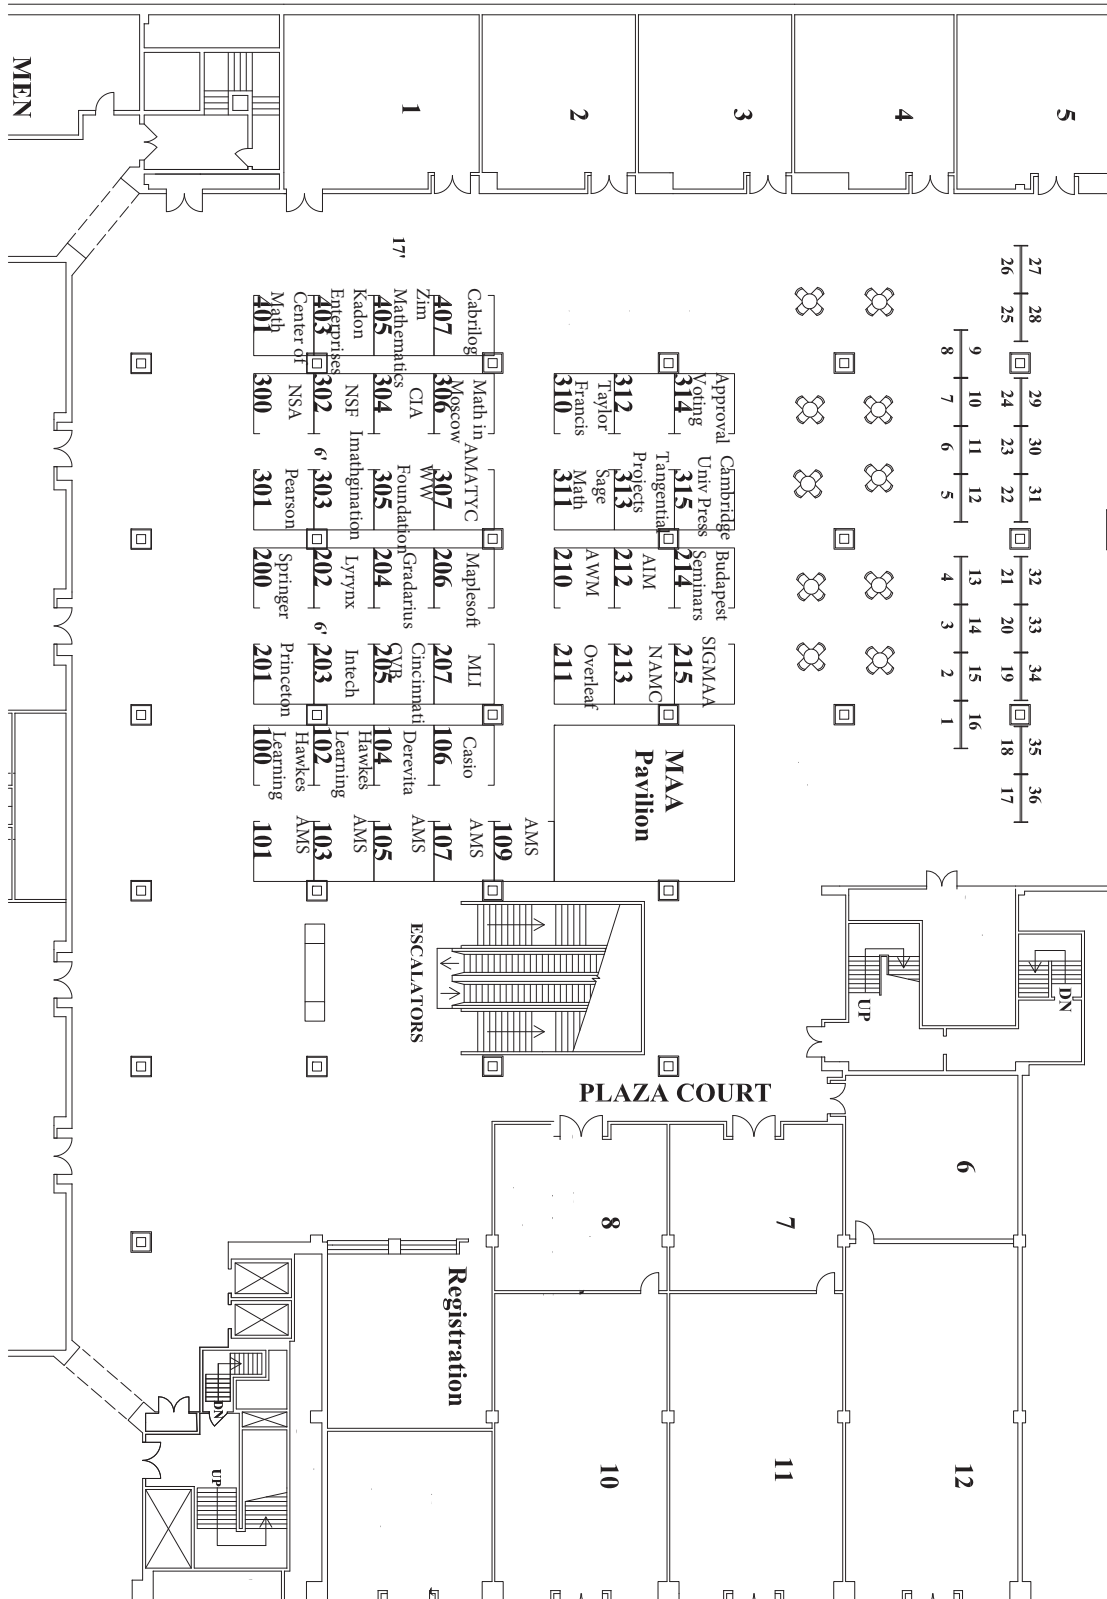 MEN
1
2
3
4
5
17'
401
Math
Center of
403
Enterprises
Kadon
405
Mathematics
Zim
407
Cabrilog
300
NSA
302
NSF
304
CIA
306
Moscow
Math in
310
Francis
Taylor
312
314
Voting
Approval
6'
301
Pearson
303
Imathgination
305
Foundation
WW
307
AMATYC
311
Math
Sage
313
Projects
Tangential
315
Univ Press
Cambridge
200
Springer
202
Lyrynx
204
Gradarius
206
Maplesoft
210
AWM
212
AIM
214
Seminars
Budapest
6'
201
Princeton
203
Intech
205
CVB
Cincinnati
207
MLI
211
Overleaf
213
NAMC
215
SIGMAA
100
Learning
Hawkes
102
Learning
Hawkes
104
Derevita
106
Casio
MAA
Pavilion
101
AMS
103
AMS
105
AMS
107
AMS
109
AMS
27
26
28
25
9
8
10
7
11
6
12
5
29
24
30
23
31
22
13
4
14
3
15
2
16
1
32
21
33
20
34
19
35
18
36
17
ESCALATORS
UP
DN
PLAZA COURT
6
7
8
Registration
10
11
12
DN
UP